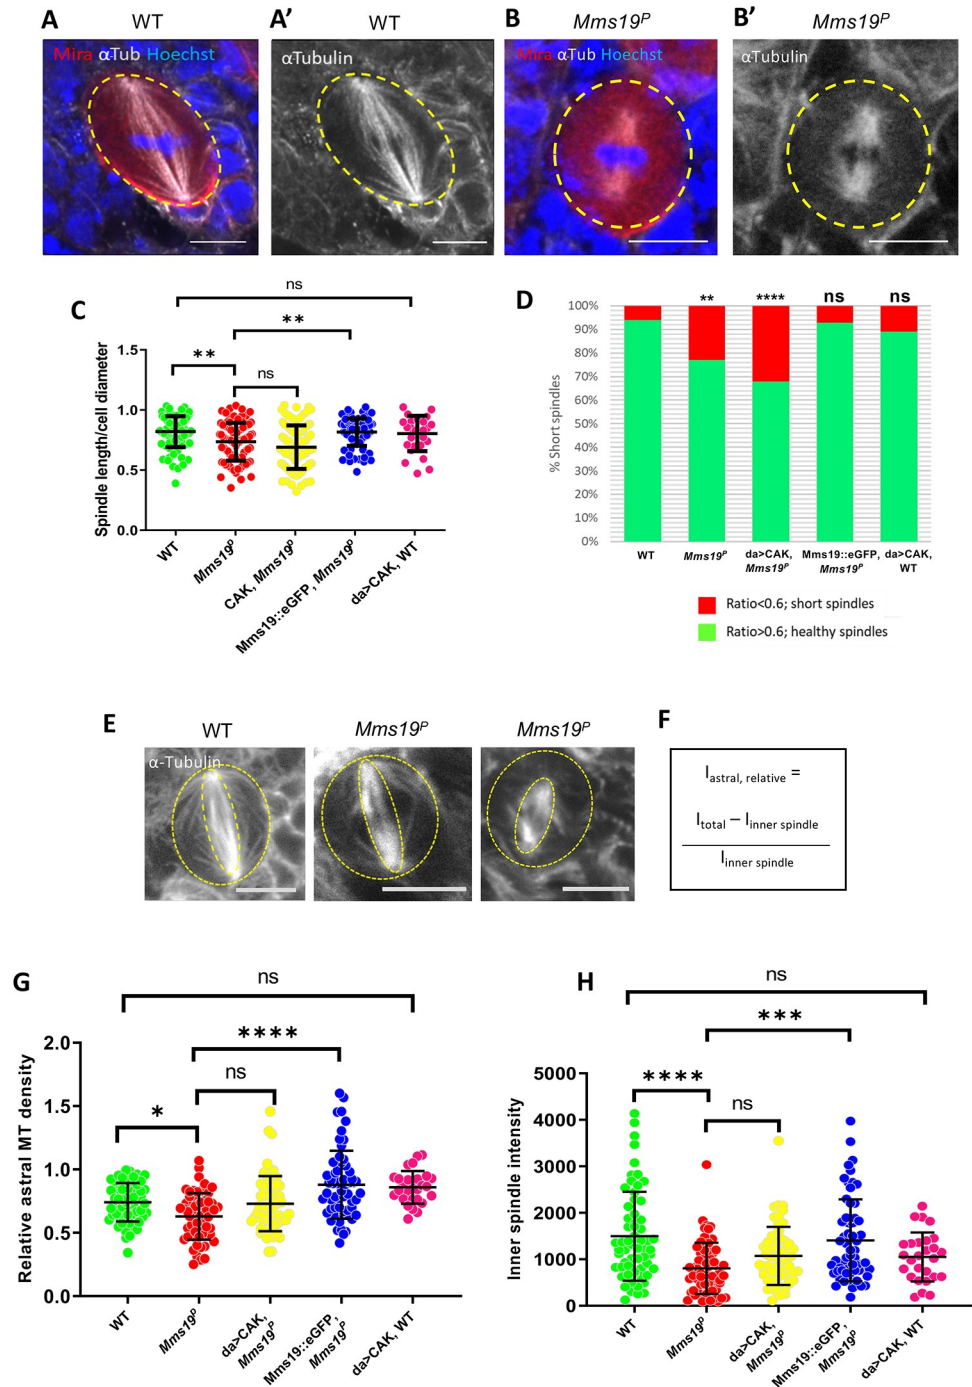 A WT A’ WT B Mms19ᴾ B’ Mms19ᴾ
Mira αTub Hoechst
αTubulin
Mira αTub Hoechst
αTubulin
C
ns
**
**
ns
Spindle length/cell diameter
1.5
1.0
0.5
0.0
WT
Mms19ᴾ
CAK, Mms19ᴾ
Mms19::eGFP, Mms19ᴾ
da>CAK, WT
D
** **** ns ns
% Short spindles
100%
90%
80%
70%
60%
50%
40%
30%
20%
10%
0%
WT
Mms19ᴾ
da>CAK,
Mms19ᴾ
Mms19::eGFP,
Mms19ᴾ
da>CAK,
WT
Ratio<0.6; short spindles
Ratio>0.6; healthy spindles
E WT Mms19ᴾ Mms19ᴾ
α-Tubulin
F
I astral, relative =
I total – I inner spindle
I inner spindle
G
ns
****
ns
*
Relative astral MT density
2.0
1.5
1.0
0.5
0.0
WT
Mms19ᴾ
da>CAK,
Mms19ᴾ
Mms19::eGFP,
Mms19ᴾ
da>CAK, WT
H
ns
***
****
ns
Inner spindle intensity
5000
4000
3000
2000
1000
0
WT
Mms19ᴾ
da>CAK,
Mms19ᴾ
Mms19::eGFP,
Mms19ᴾ
da>CAK, WT